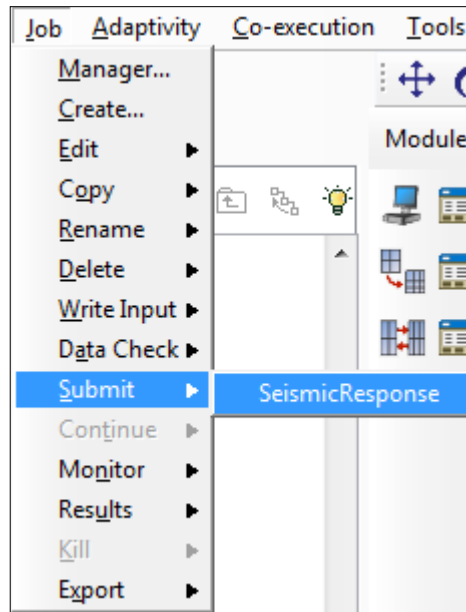 Job Adaptivity Co-execution Tools
Manager...
Create...
Module
Edit
Copy
Rename
Delete
Write Input
Data Check
Submit SeismicResponse
Continue
Monitor
Results
Kill
Export